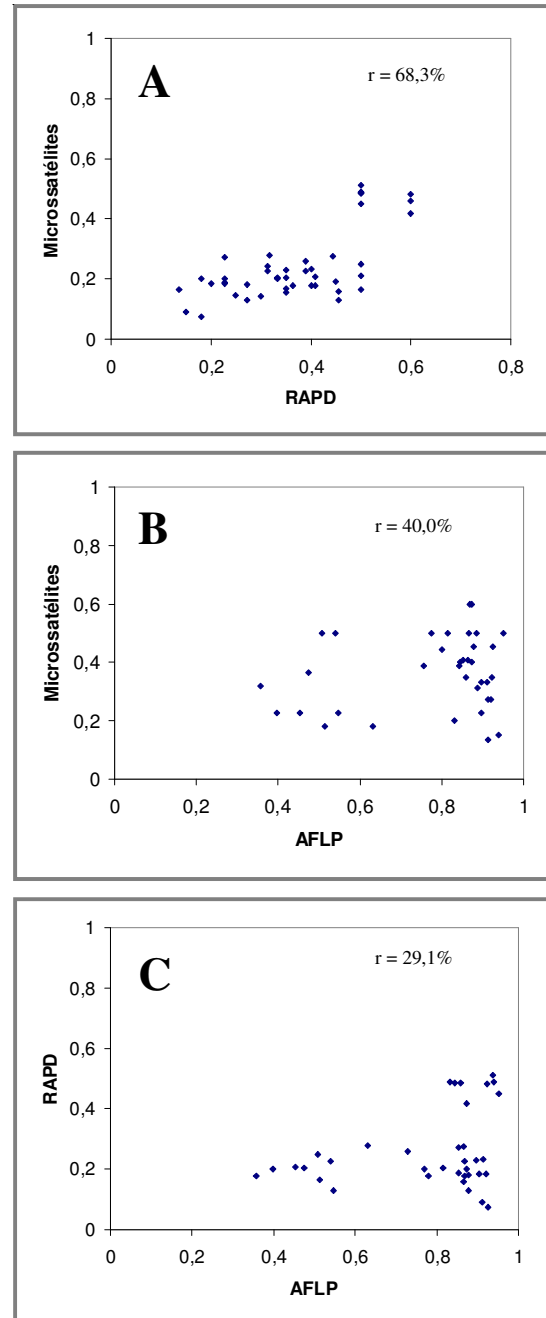 A
r = 68,3%
Microssatélites
1
0,8
0,6
0,4
0,2
0
0 0,2 0,4 0,6 0,8
RAPD
B
r = 40,0%
Microssatélites
1
0,8
0,6
0,4
0,2
0
0 0,2 0,4 0,6 0,8 1
AFLP
C
r = 29,1%
RAPD
1
0,8
0,6
0,4
0,2
0
0 0,2 0,4 0,6 0,8 1
AFLP